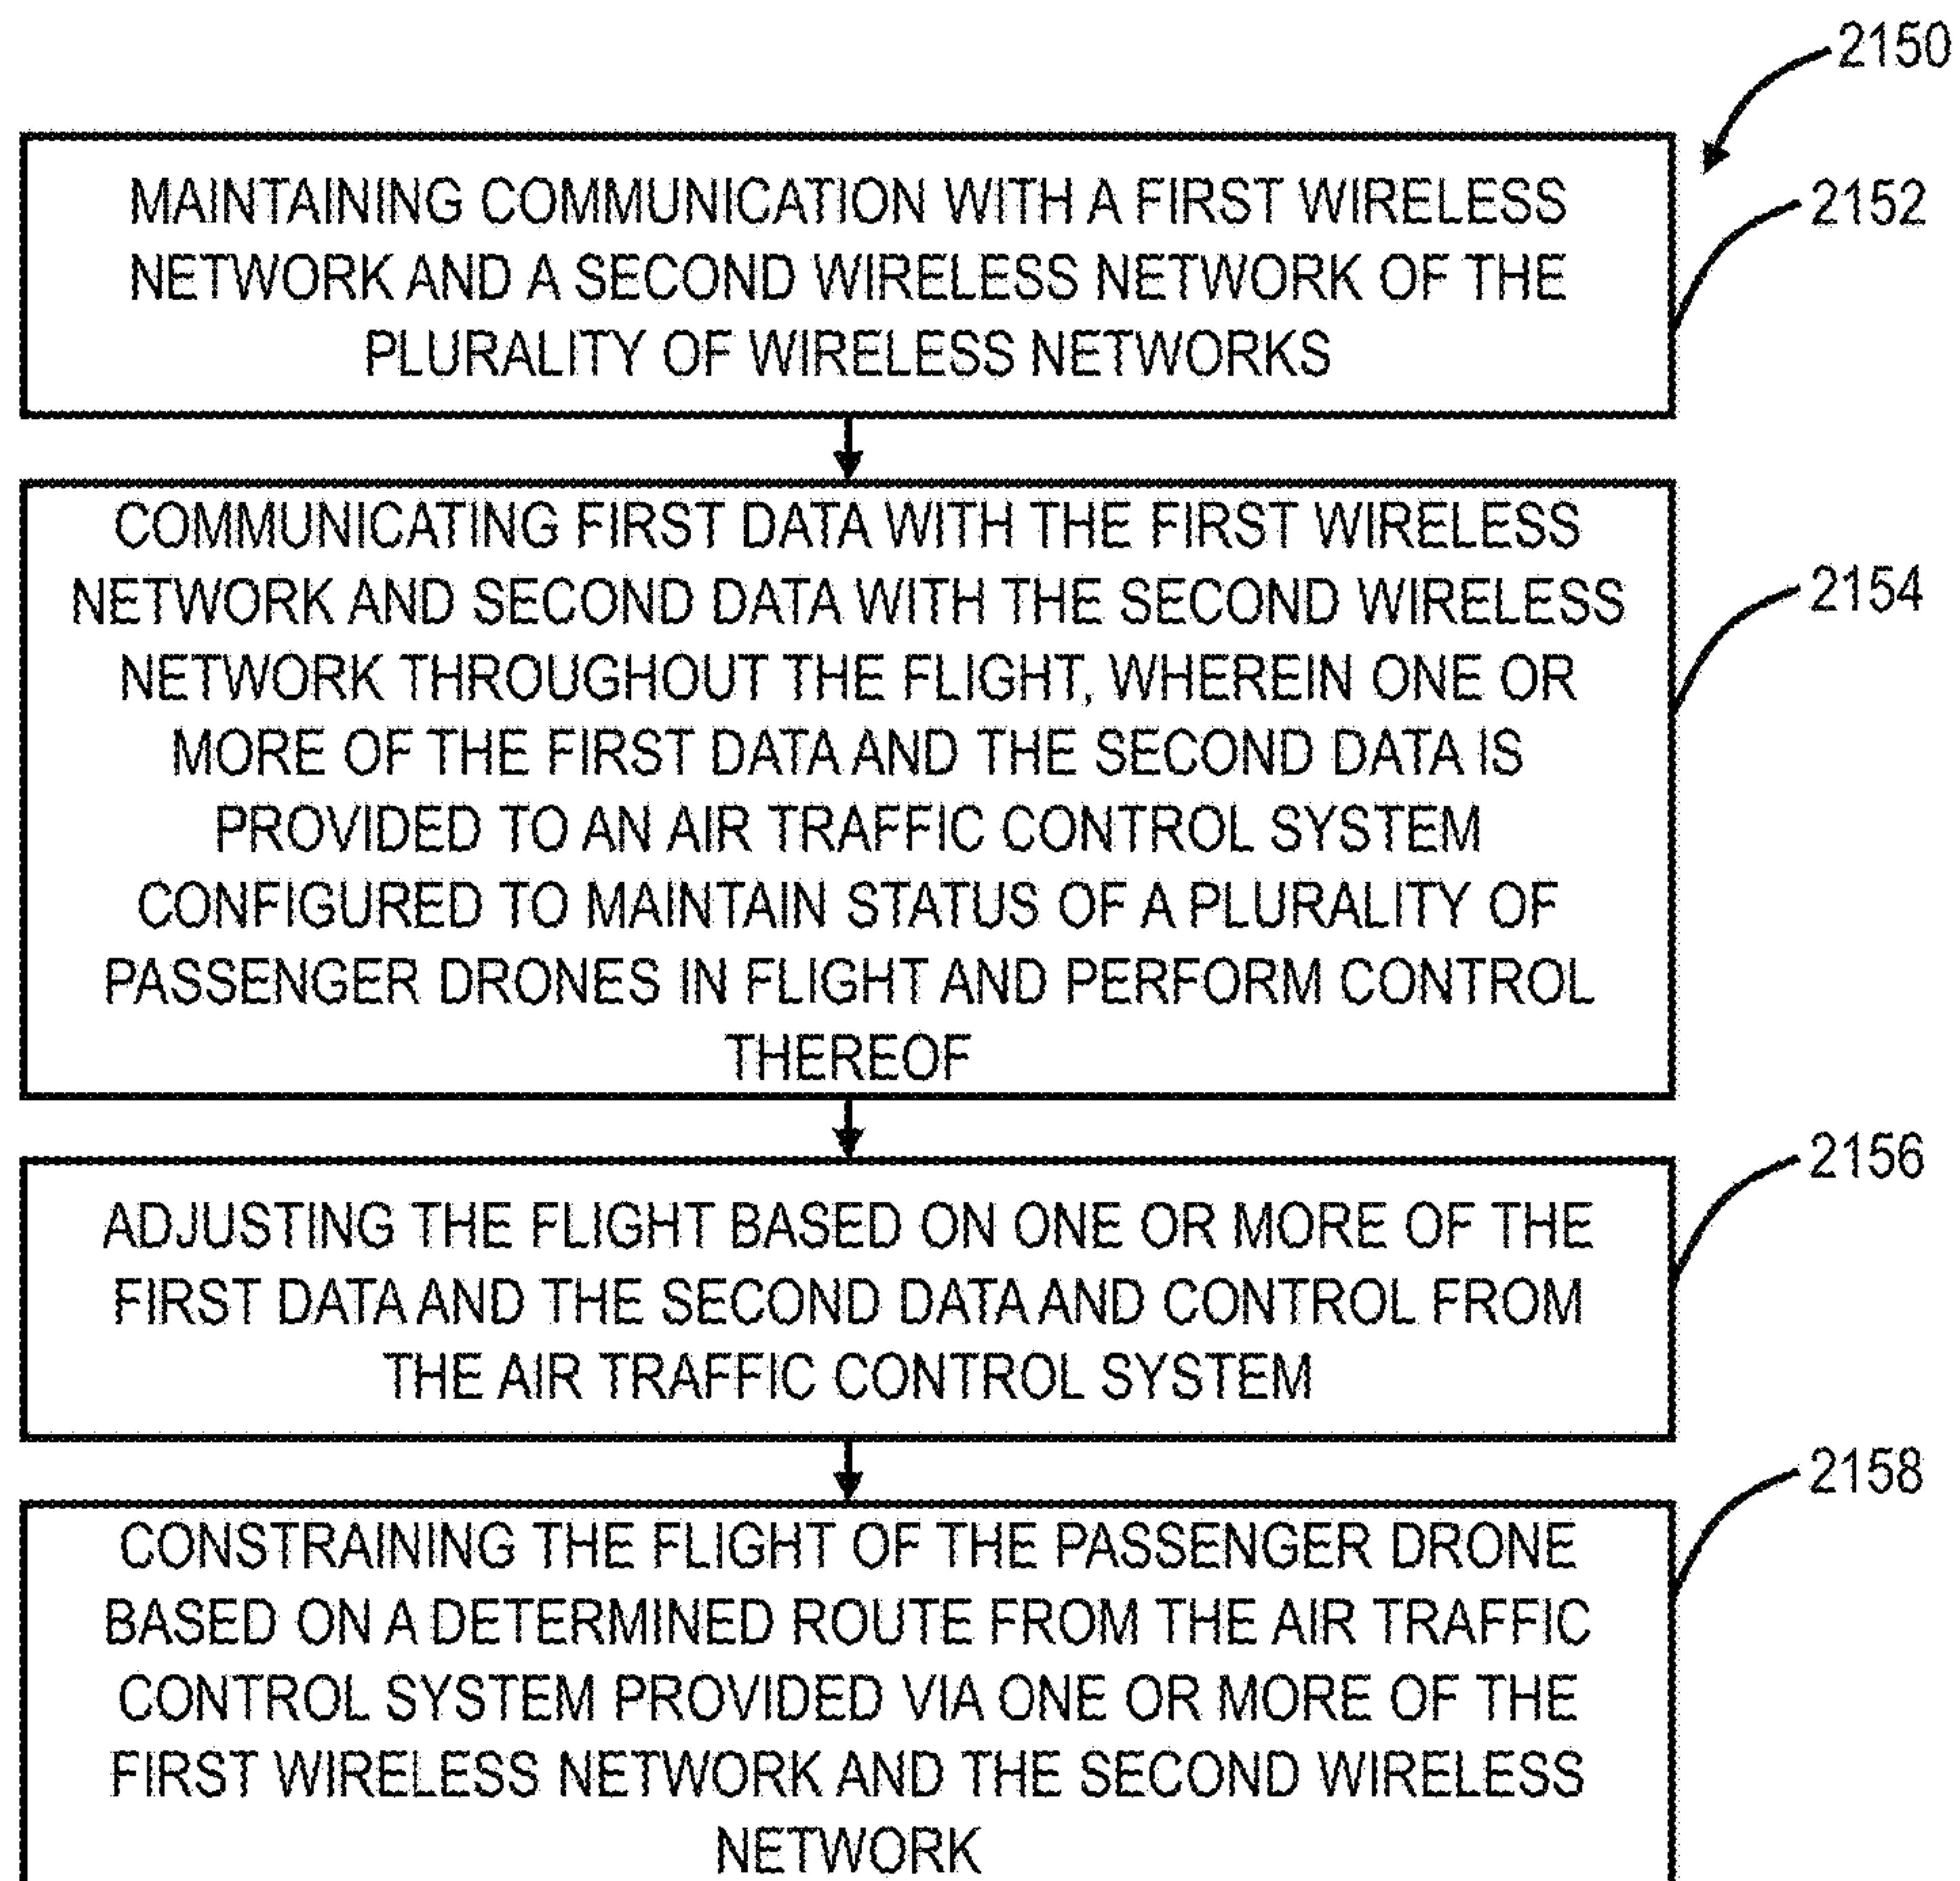 2150
MAINTAINING COMMUNICATION WITH A FIRST WIRELESS
2152
NETWORK AND A SECOND WIRELESS NETWORK OF THE
PLURALITY OF WIRELESS NETWORKS
COMMUNICATING FIRST DATA WITH THE FIRST WIRELESS
NETWORK AND SECOND DATA WITH THE SECOND WIRELESS
2154
NETWORK THROUGHOUT THE FLIGHT, WHEREIN ONE OR
MORE OF THE FIRST DATA AND THE SECOND DATA IS
PROVIDED TO AN AIR TRAFFIC CONTROL SYSTEM
CONFIGURED TO MAINTAIN STATUS OF A PLURALITY OF
PASSENGER DRONES IN FLIGHT AND PERFORM CONTROL
THEREOF
2156
ADJUSTING THE FLIGHT BASED ON ONE OR MORE OF THE
FIRST DATA AND THE SECOND DATA AND CONTROL FROM
THE AIR TRAFFIC CONTROL SYSTEM
2158
CONSTRAINING THE FLIGHT OF THE PASSENGER DRONE
BASED ON A DETERMINED ROUTE FROM THE AIR TRAFFIC
CONTROL SYSTEM PROVIDED VIA ONE OR MORE OF THE
FIRST WIRELESS NETWORK AND THE SECOND WIRELESS
NETWORK